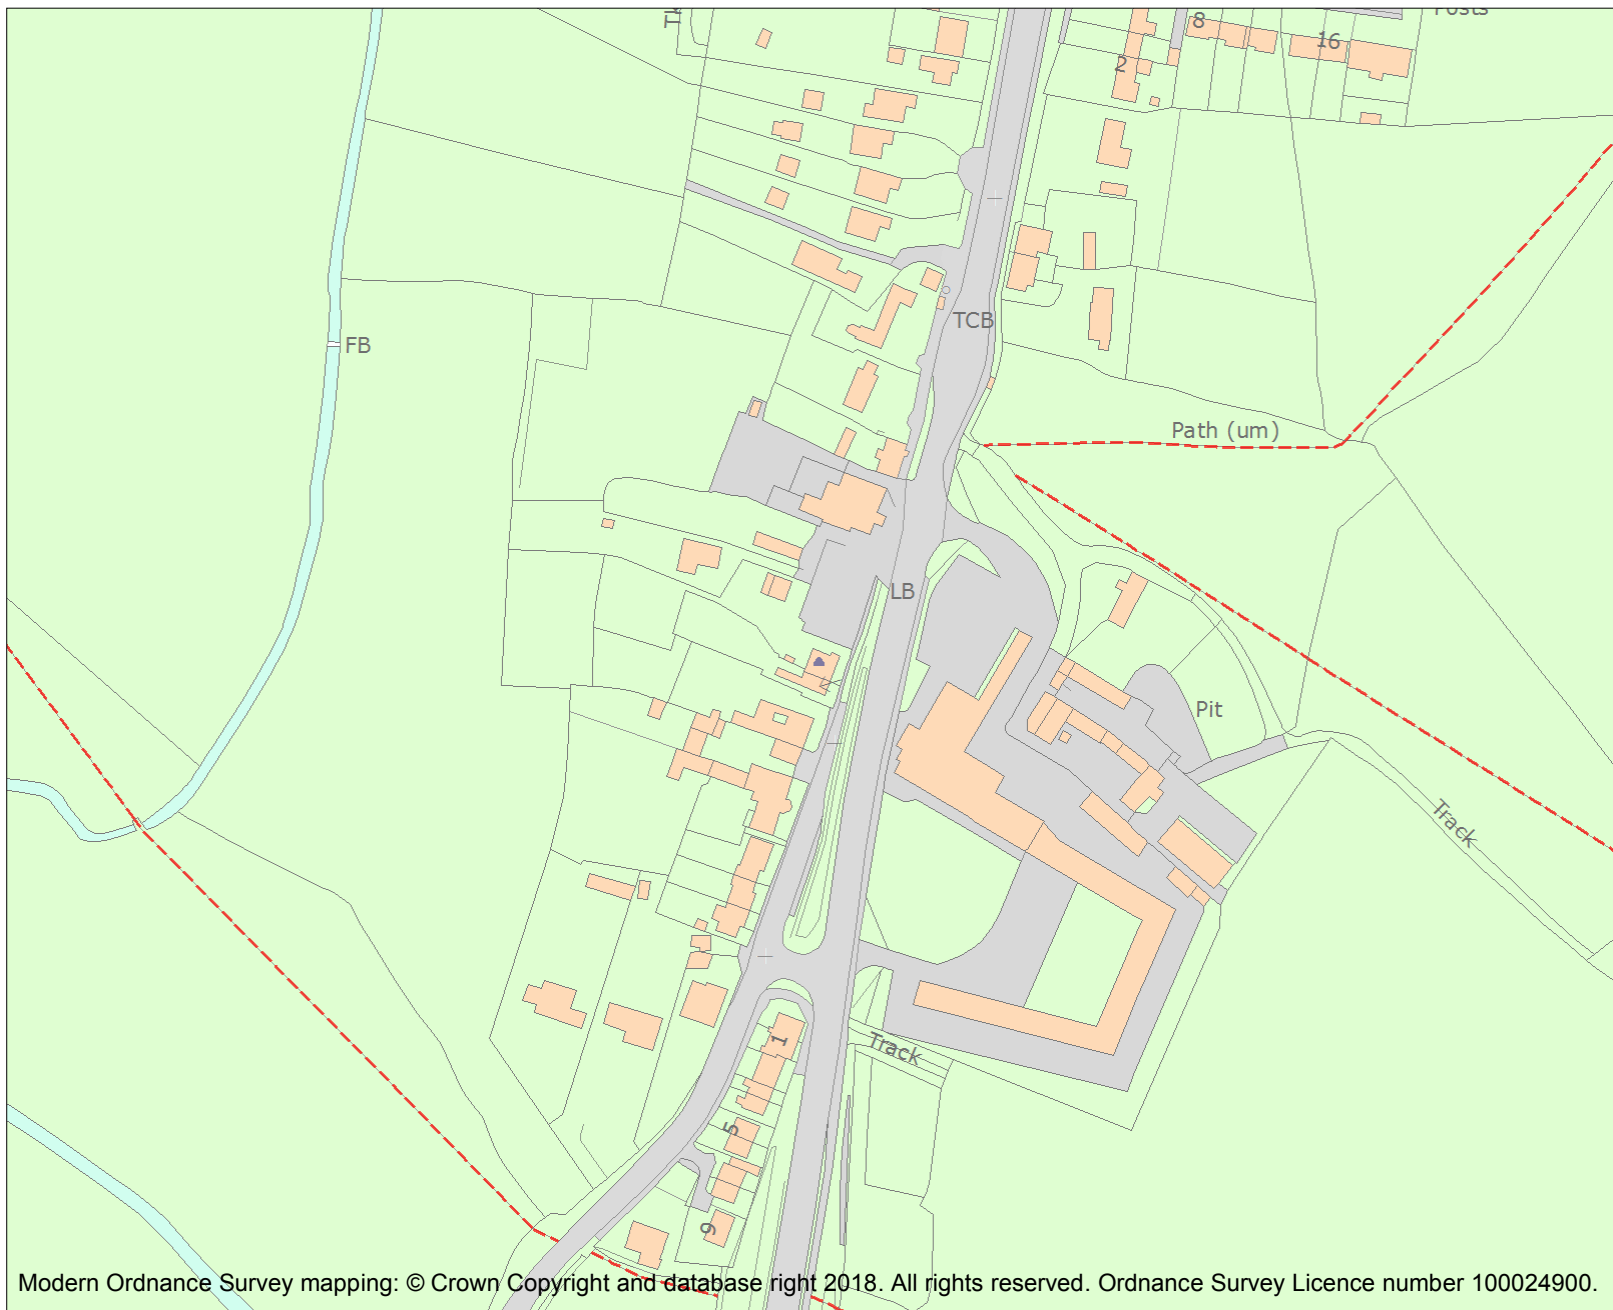 8
Posts
16
2
TCB
FB
Path (um)
LB
Pit
Track
Track
1
5
9
Modern Ordnance Survey mapping: © Crown Copyright and database right 2018. All rights reserved. Ordnance Survey Licence number 100024900.